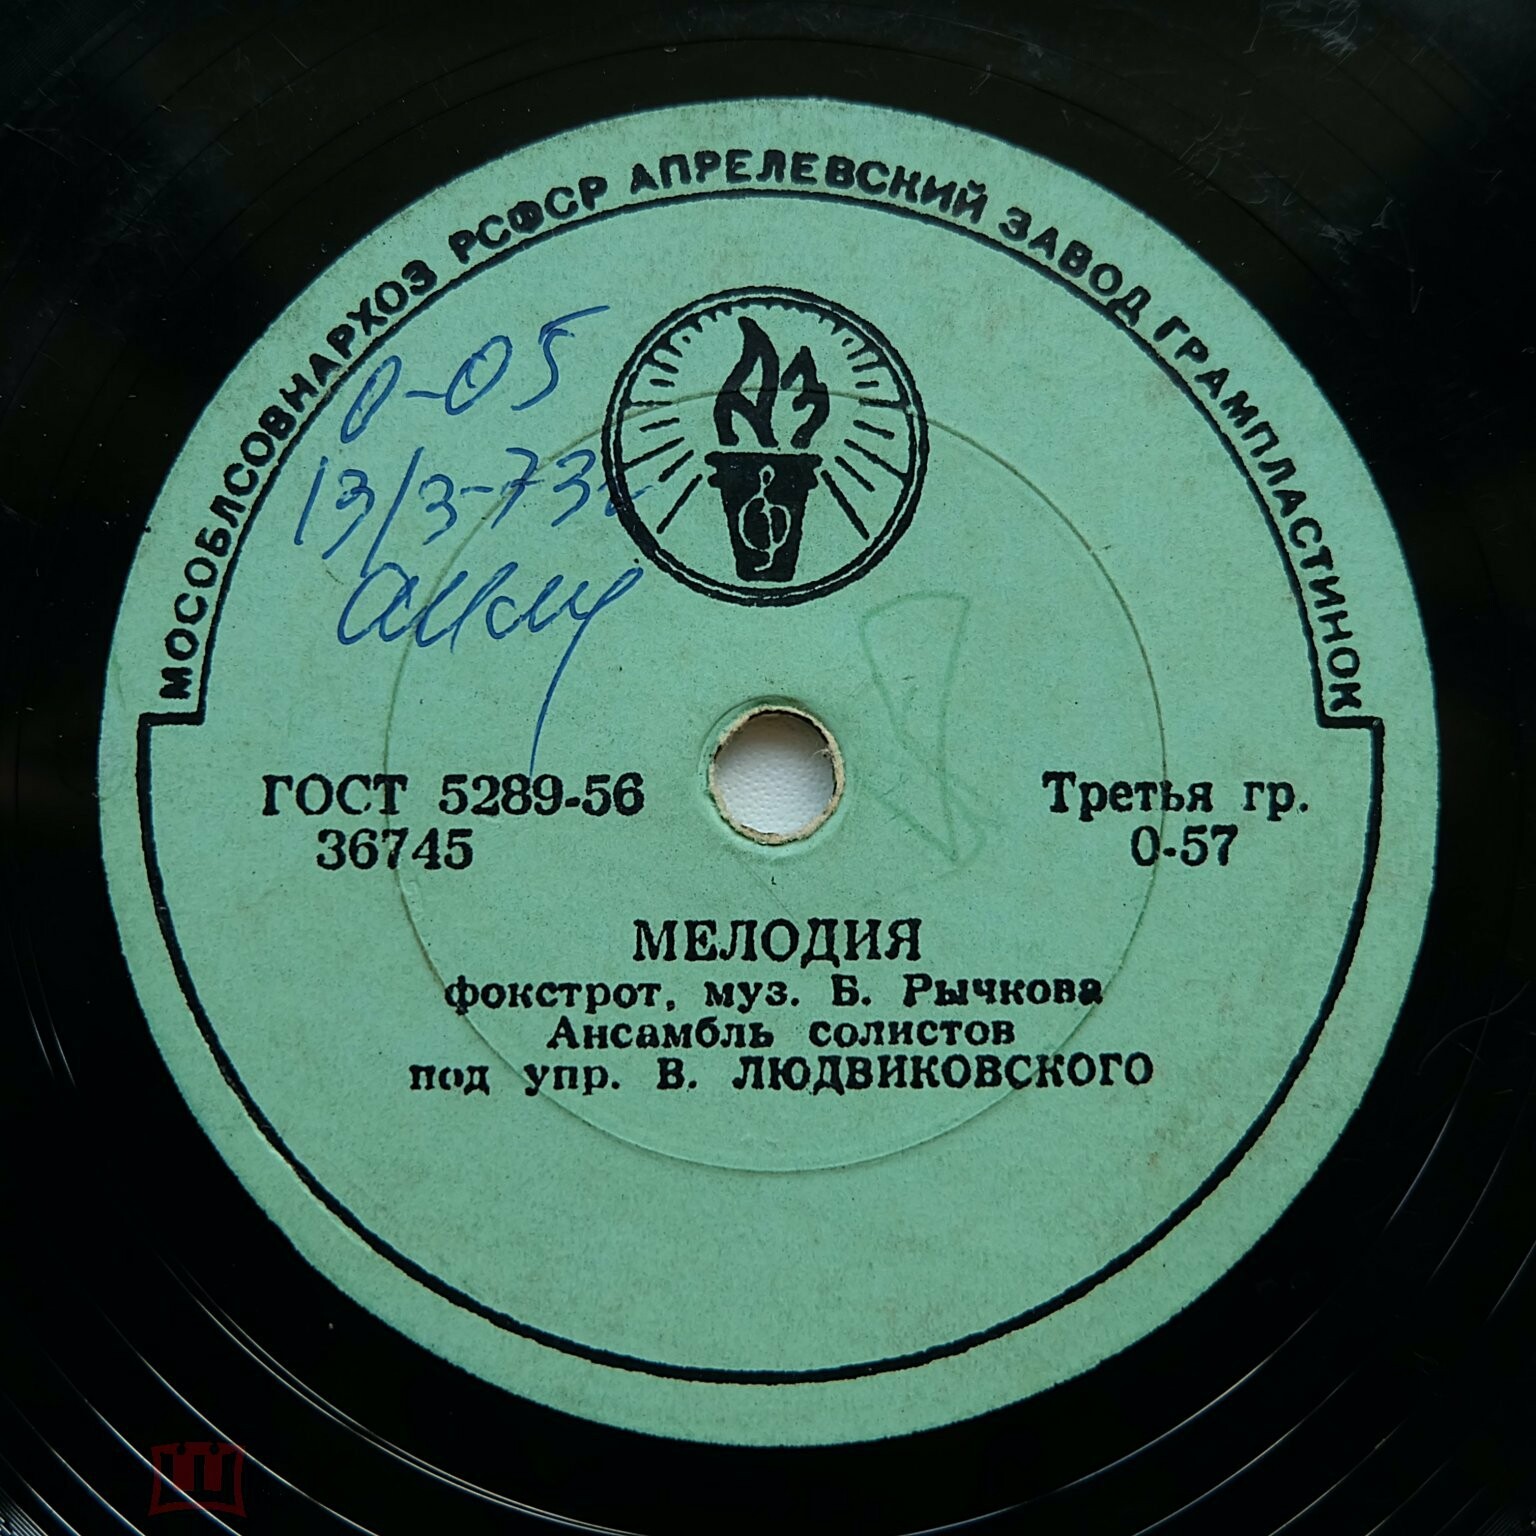 МОСОБЛСОВНАРХОЗ РСФСР АПРЕЛЕВСКИЙ ЗАВОД ГРАМПЛАСТИНОК
0-05
13/3-73г.
ГОСТ 5289-56
36745
Третья гр.
0-57
МЕЛОДИЯ
фокстрот, муз. Б. Рычкова
Ансамбль солистов
под упр. В. ЛЮДВИКОВСКОГО